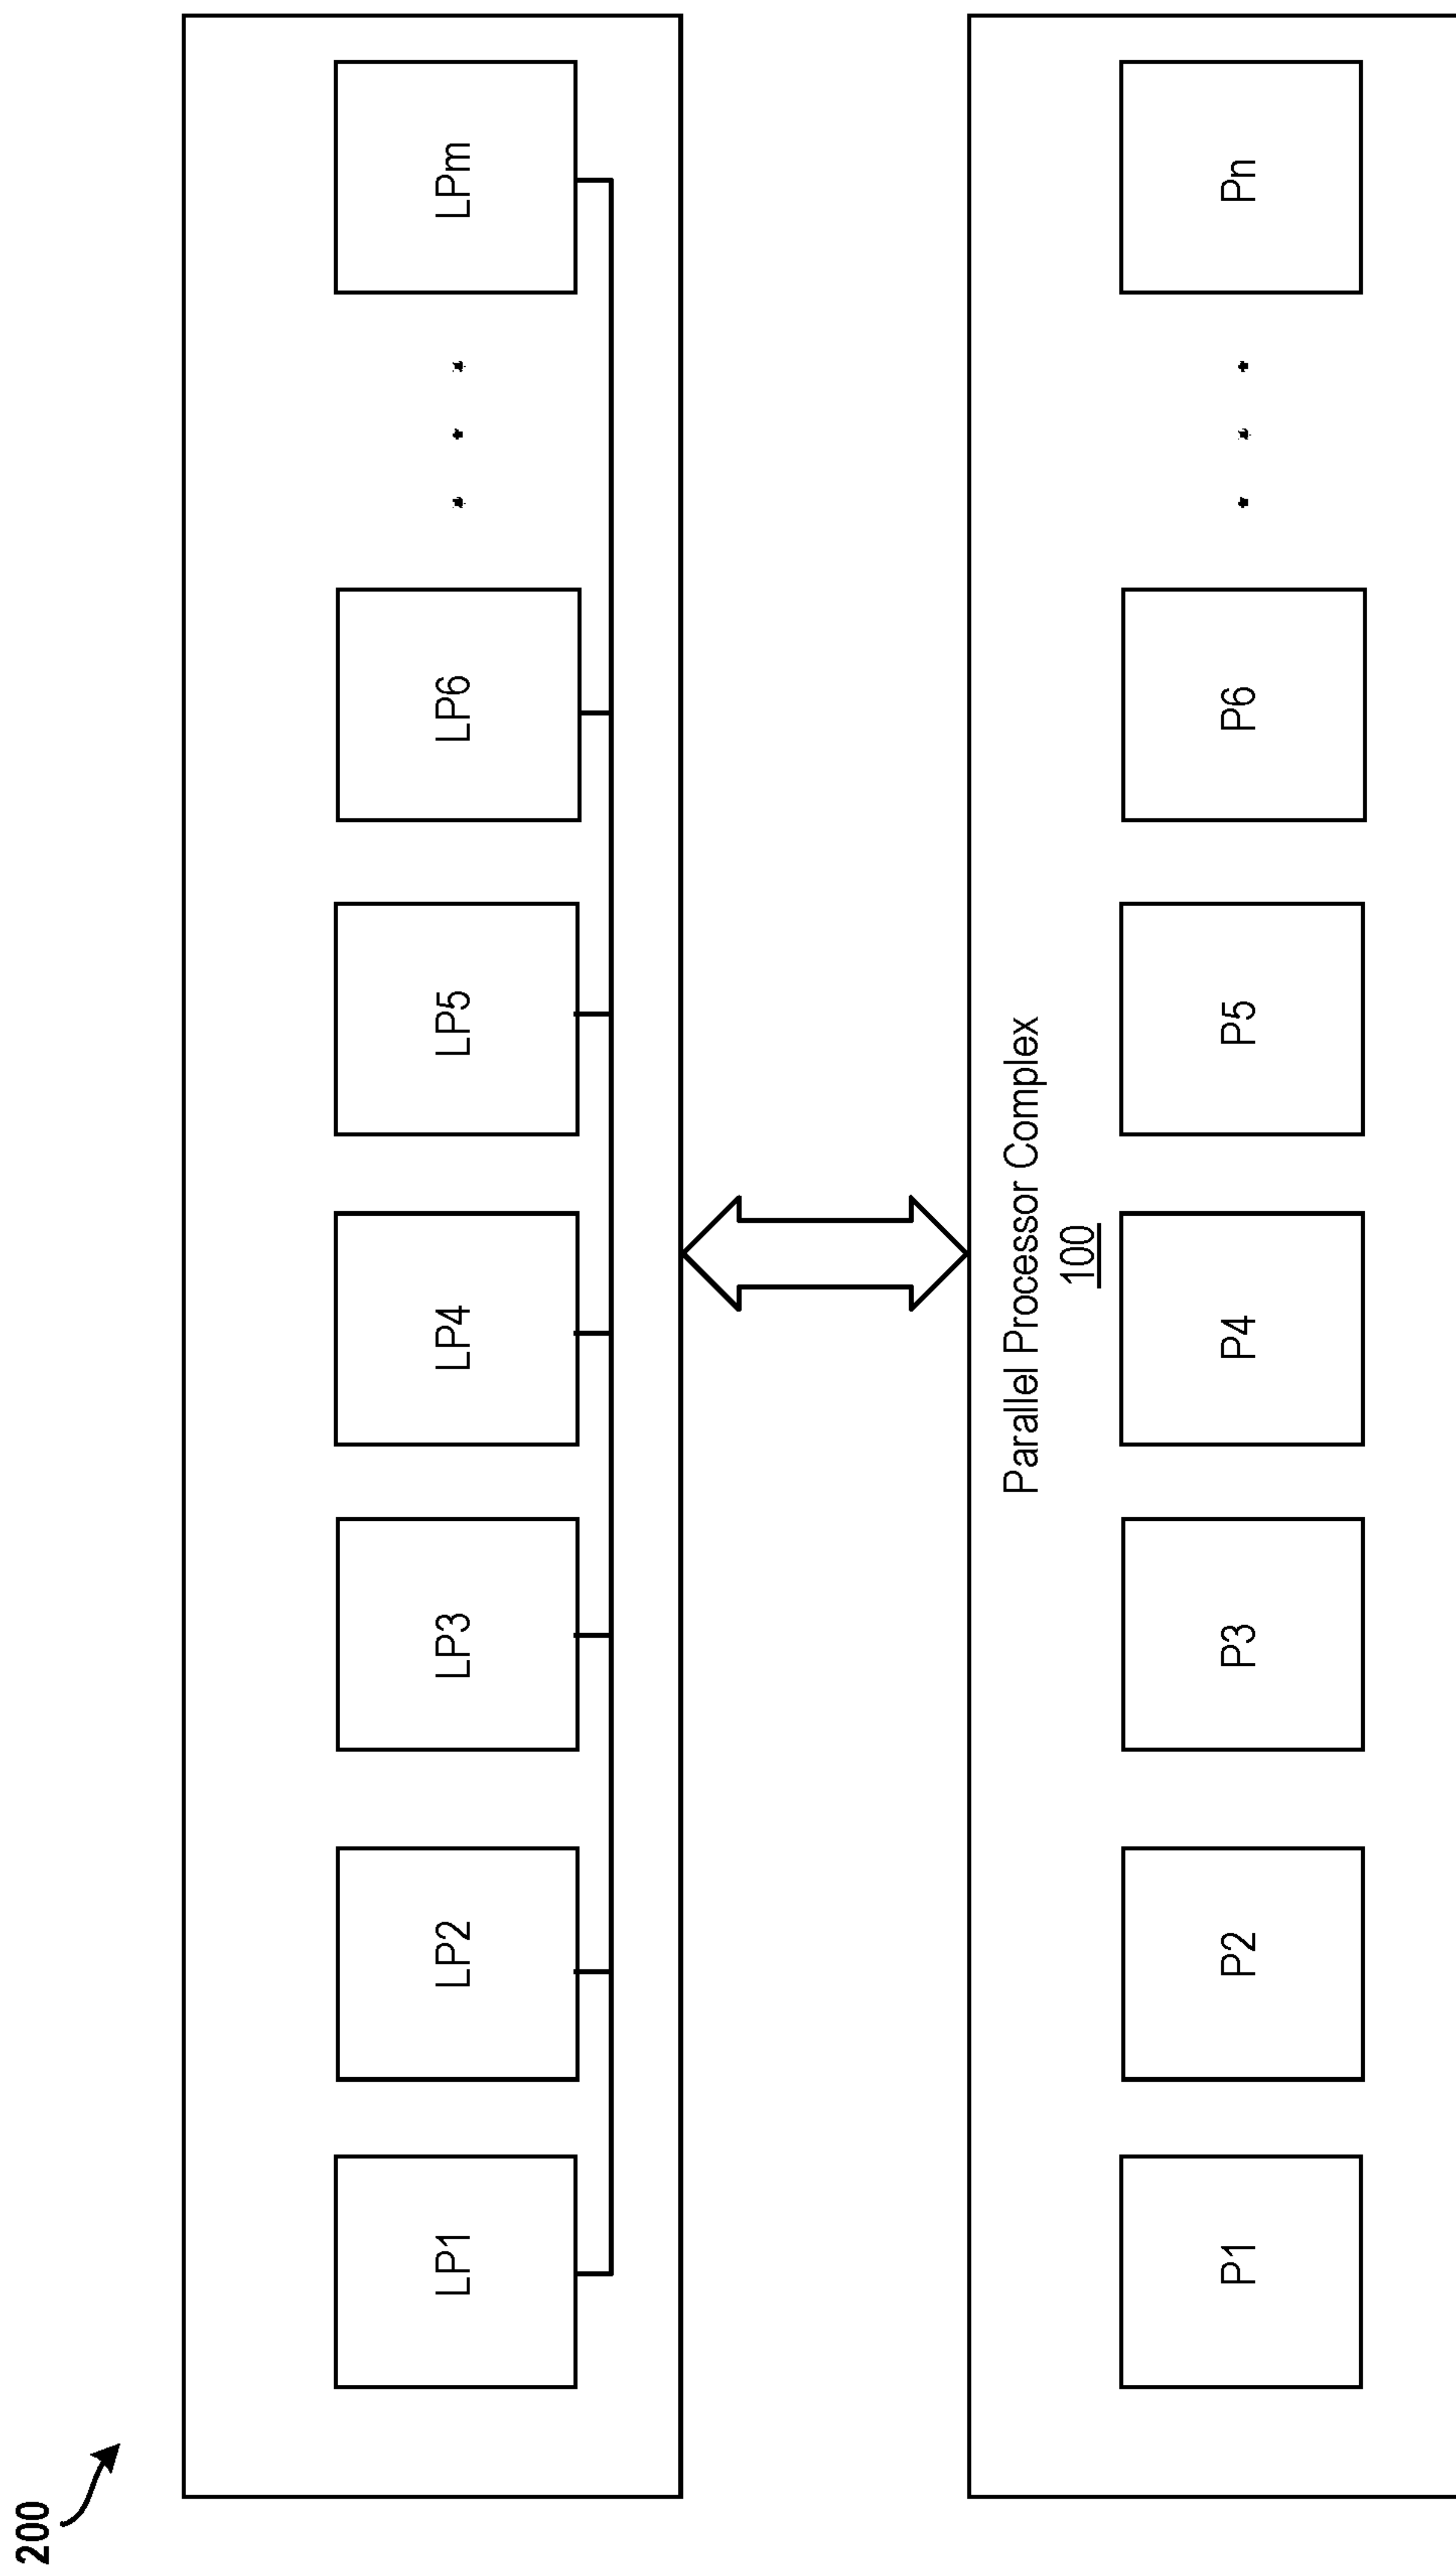 200
LP1 LP2 LP3 LP4 LP5 LP6 . . . LPm
Parallel Processor Complex
100
P1 P2 P3 P4 P5 P6 . . . Pn